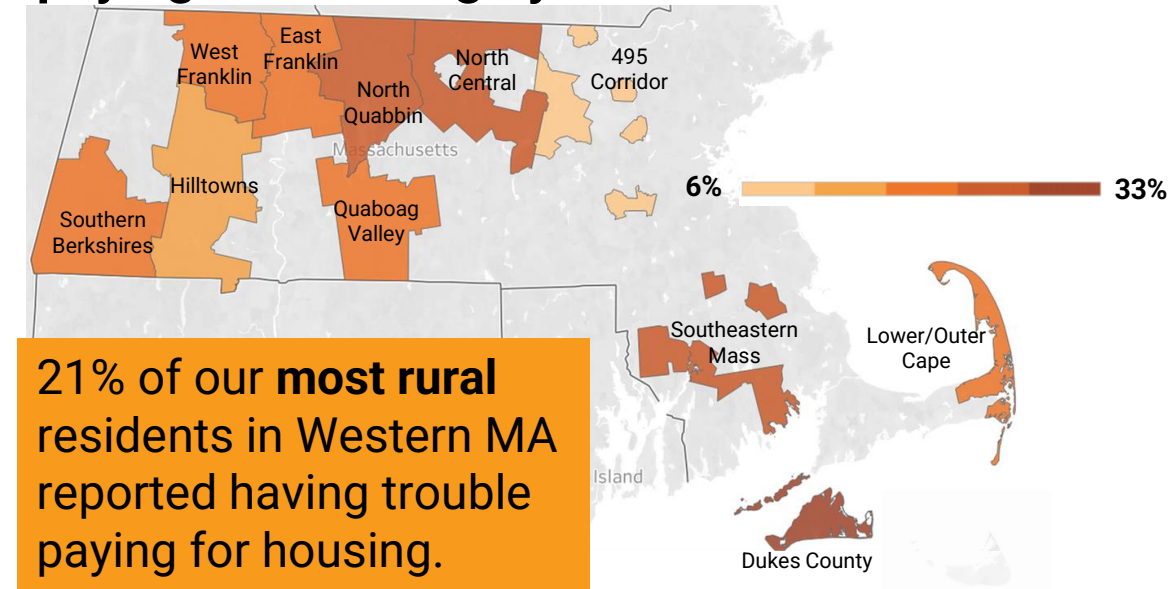 West
Franklin
East
Franklin
North
Quabbin
North
Central
495
Corridor
Massachusetts
6%
33%
Hilltowns
Southern
Berkshires
Quaboag
Valley
Southeastern
Mass
Lower/Outer
Cape
21% of our most rural
residents in Western MA
reported having trouble
paying for housing.
Island
Dukes County